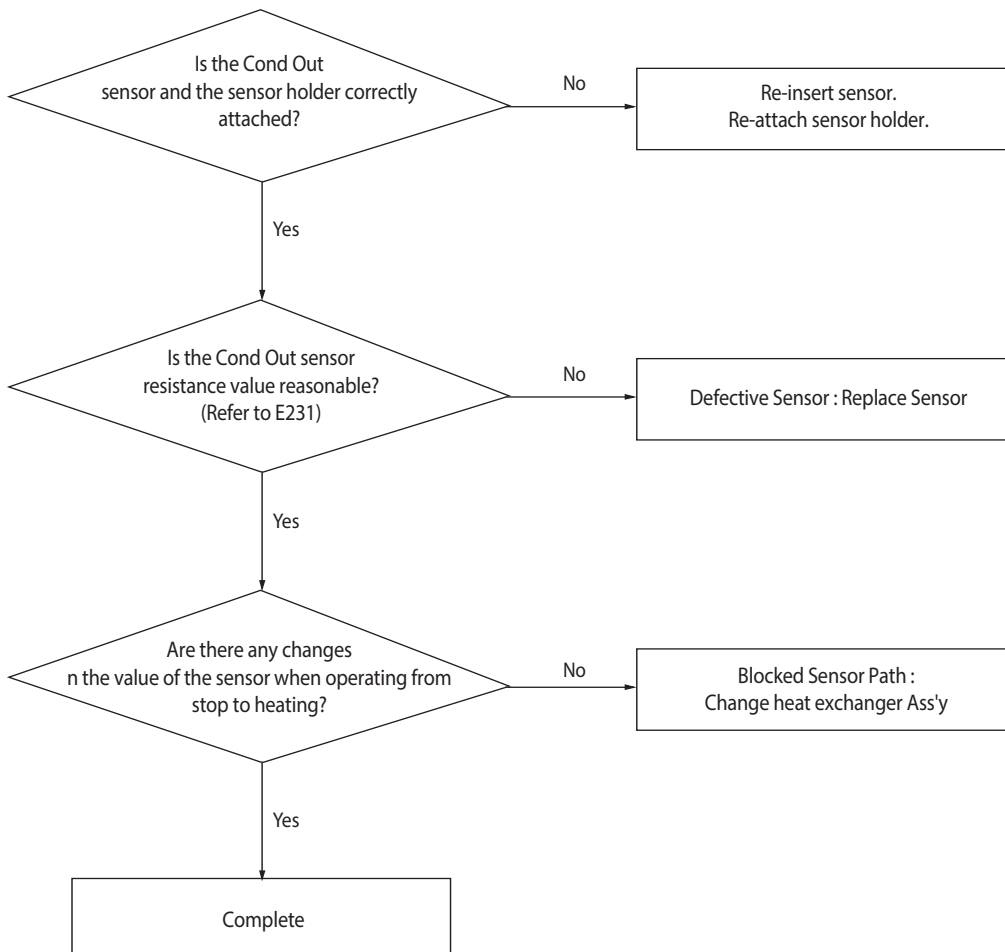 Is the Cond Out
sensor and the sensor holder correctly
attached?
No
Re-insert sensor.
Re-attach sensor holder.
Yes
Is the Cond Out sensor
resistance value reasonable?
(Refer to E231)
No
Defective Sensor : Replace Sensor
Yes
Are there any changes
n the value of the sensor when operating from
stop to heating?
No
Blocked Sensor Path :
Change heat exchanger Ass'y
Yes
Complete